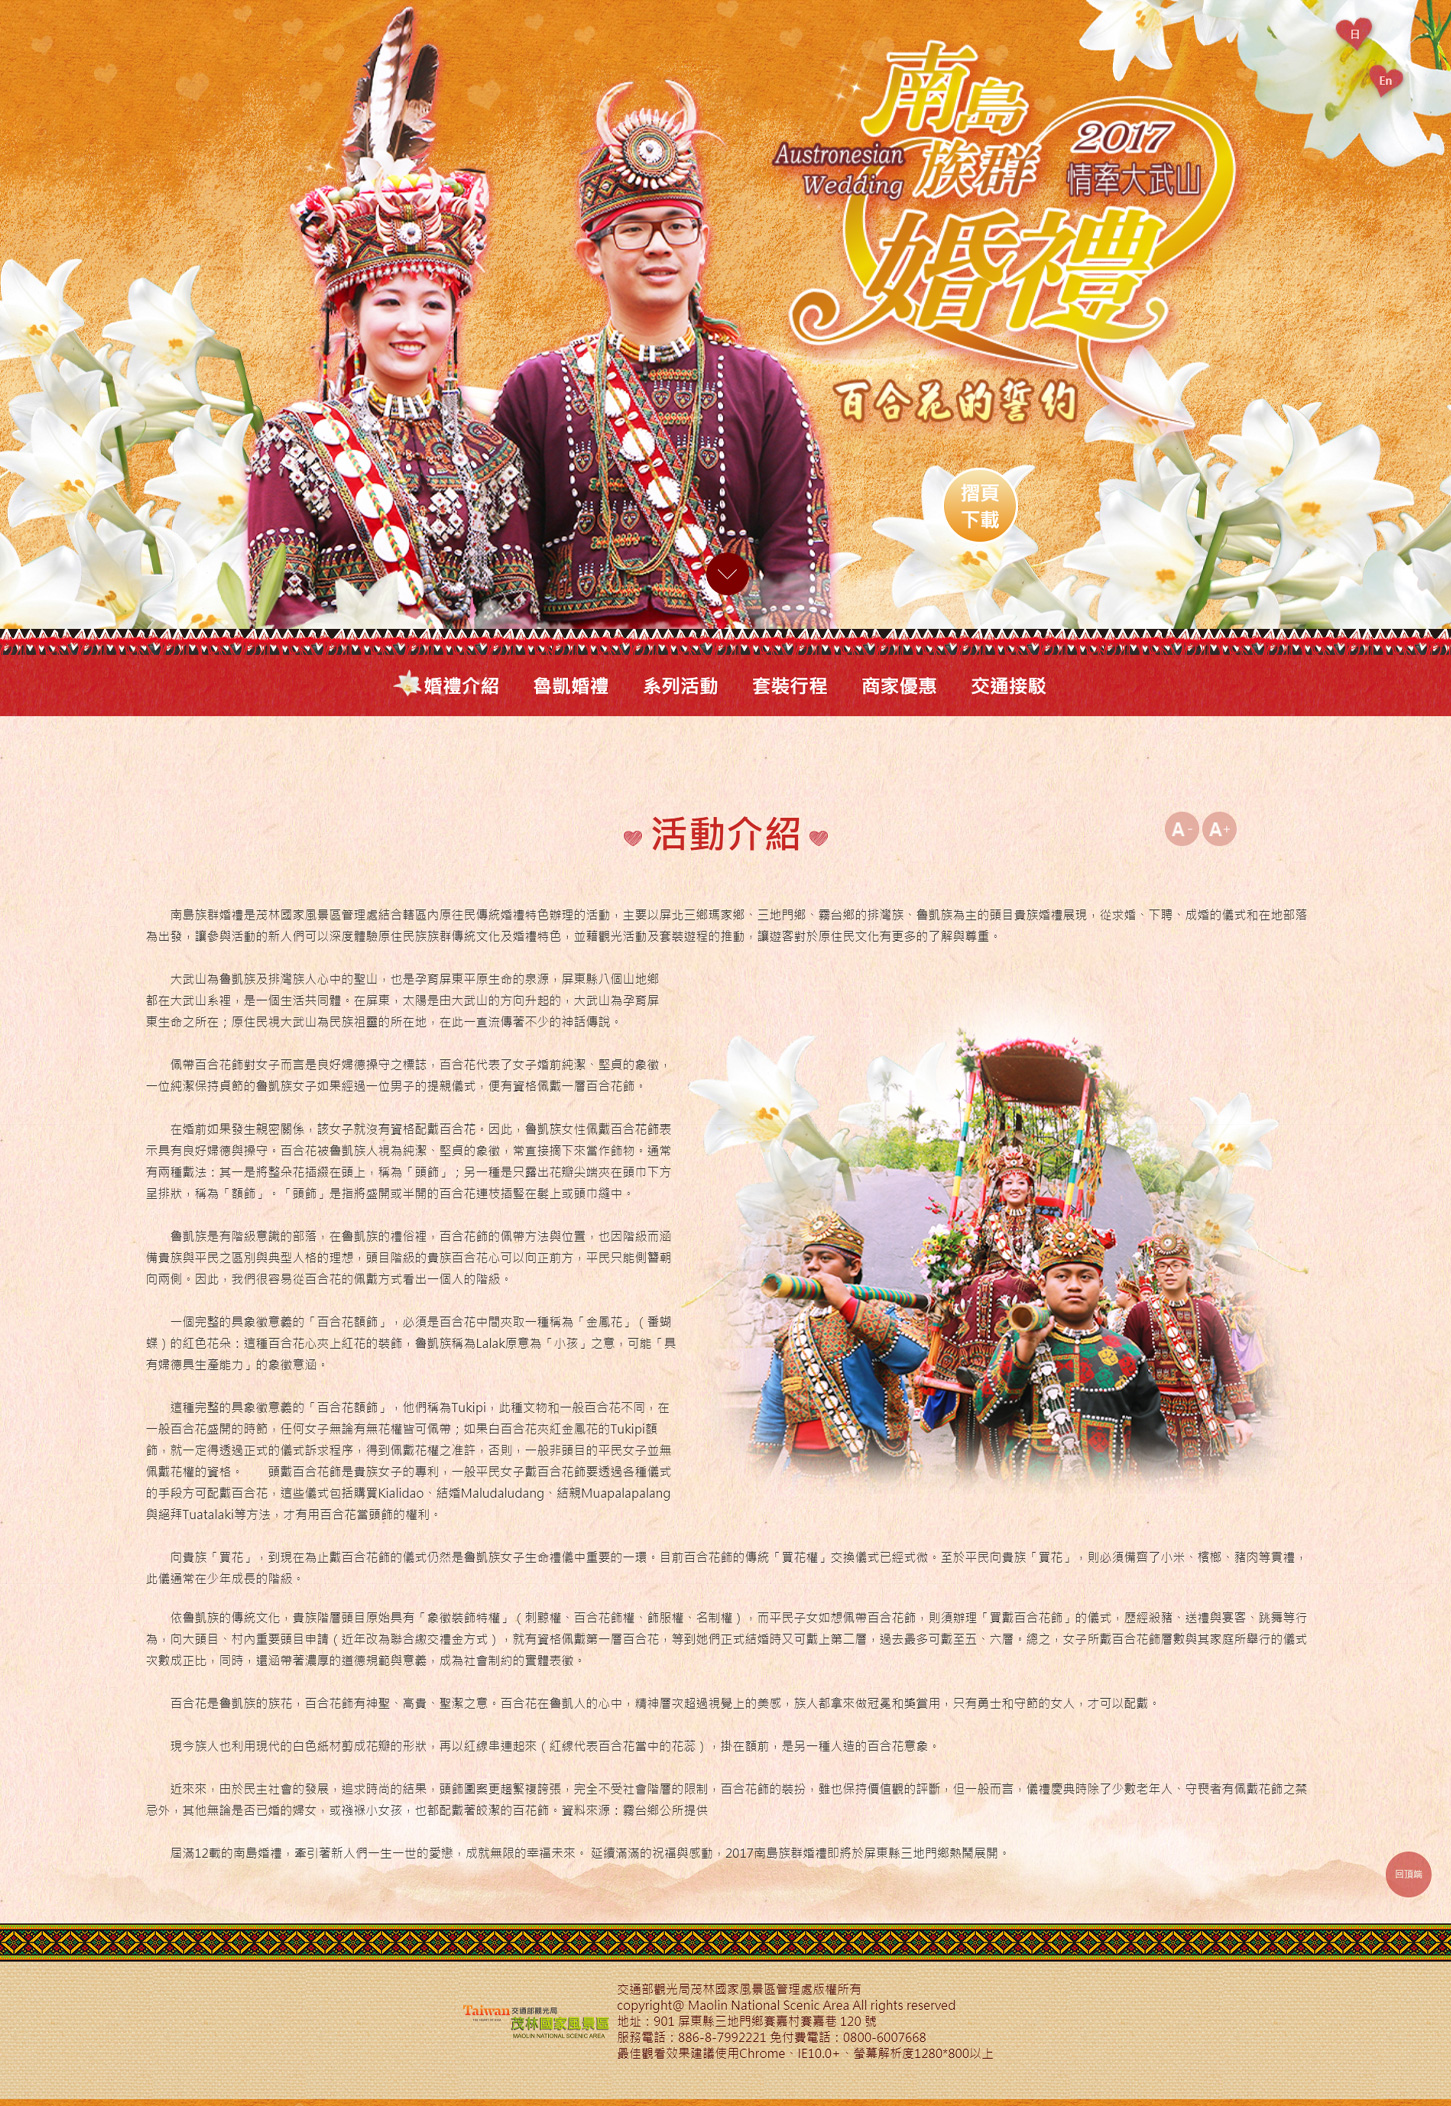 日
En
南島
Austronesian
Wedding
族群
2017
情牽大武山
婚禮
百合花的誓約
摺頁
下載
婚禮介紹 魯凱婚禮 系列活動 套裝行程 商家優惠 交通接駁
活動介紹
A- A+
南島族群婚禮是茂林國家風景區管理處結合轄區內原住民傳統婚禮特色辦理的活動，主要以屏北三鄉瑪家鄉、三地門鄉、霧台鄉的排灣族、魯凱族為主的頭目貴族婚禮展現，從求婚、下聘、成婚的儀式和在地部落
為出發，讓參與活動的新人們可以深度體驗原住民族族群傳統文化及婚禮特色，並藉觀光活動及套裝遊程的推動，讓遊客對於原住民文化有更多的了解與尊重。
大武山為魯凱族及排灣族人心中的聖山，也是孕育屏東平原生命的泉源，屏東縣八個山地鄉
都在大武山系裡，是一個生活共同體。在屏東，太陽是由大武山的方向升起的，大武山為孕育屏
東生命之所在；原住民視大武山為民族祖靈的所在地，在此一直流傳著不少的神話傳說。
佩帶百合花飾對女子而言是良好婦德操守之標誌，百合花代表了女子婚前純潔、堅貞的象徵，
一位純潔保持貞節的魯凱族女子如果經過一位男子的提親儀式，便有資格佩戴一層百合花飾。
在婚前如果發生親密關係，該女子就沒有資格配戴百合花。因此，魯凱族女性佩戴百合花飾表
示具有良好婦德與操守。百合花被魯凱族人視為純潔、堅貞的象徵，常直接摘下來當作飾物。通常
有兩種戴法：其一是將整朵花插綴在頭上，稱為「頭飾」；另一種是只露出花瓣尖端夾在頭巾下方
呈排狀，稱為「額飾」。「頭飾」是指將盛開或半開的百合花連枝插豎在髮上或頭巾縫中。
魯凱族是有階級意識的部落，在魯凱族的禮俗裡，百合花飾的佩帶方法與位置，也因階級而涵
備貴族與平民之區別與典型人格的理想，頭目階級的貴族百合花心可以向正前方，平民只能側簪朝
向兩側。因此，我們很容易從百合花的佩戴方式看出一個人的階級。
一個完整的具象徵意義的「百合花額飾」，必須是百合花中間夾取一種稱為「金鳳花」（番蝴
蝶）的紅色花朵：這種百合花心夾上紅花的裝飾，魯凱族稱為Lalak原意為「小孩」之意，可能「具
有婦德具生產能力」的象徵意涵。
這種完整的具象徵意義的「百合花額飾」，他們稱為Tukipi，此種文物和一般百合花不同，在
一般百合花盛開的時節，任何女子無論有無花權皆可佩帶；如果白百合花夾紅金鳳花的Tukipi額
飾，就一定得透過正式的儀式訴求程序，得到佩戴花權之准許，否則，一般非頭目的平民女子並無
佩戴花權的資格。　　頭戴百合花飾是貴族女子的專利，一般平民女子戴百合花飾要透過各種儀式
的手段方可配戴百合花，這些儀式包括購買Kialidao、結婚Maludaludang、結親Muapalapalang
與絕拜Tuatalaki等方法，才有用百合花當頭飾的權利。
向貴族「買花」，到現在為止戴百合花飾的儀式仍然是魯凱族女子生命禮儀中重要的一環。目前百合花飾的傳統「買花權」交換儀式已經式微。至於平民向貴族「買花」，則必須備齊了小米、檳榔、豬肉等貢禮，
此儀通常在少年成長的階級。
依魯凱族的傳統文化，貴族階層頭目原始具有「象徵裝飾特權」（刺黥權、百合花飾權、飾服權、名制權），而平民子女如想佩帶百合花飾，則須辦理「買戴百合花飾」的儀式，歷經殺豬、送禮與宴客、跳舞等行
為，向大頭目、村內重要頭目申請（近年改為聯合繳交禮金方式），就有資格佩戴第一層百合花，等到她們正式結婚時又可戴上第二層，過去最多可戴至五、六層。總之，女子所戴百合花飾層數與其家庭所舉行的儀式
次數成正比，同時，還涵帶著濃厚的道德規範與意義，成為社會制約的實體表徵。
百合花是魯凱族的族花，百合花飾有神聖、高貴、聖潔之意。百合花在魯凱人的心中，精神層次超過視覺上的美感，族人都拿來做冠冕和獎賞用，只有勇士和守節的女人，才可以配戴。
現今族人也利用現代的白色紙材剪成花瓣的形狀，再以紅線串連起來（紅線代表百合花當中的花蕊），掛在額前，是另一種人造的百合花意象。
近來來，由於民主社會的發展，追求時尚的結果，頭飾圖案更趨繁複誇張，完全不受社會階層的限制，百合花飾的裝扮，雖也保持價值觀的評斷，但一般而言，儀禮慶典時除了少數老年人、守喪者有佩戴花飾之禁
忌外，其他無論是否已婚的婦女，或襁褓小女孩，也都配戴著皎潔的百花飾。資料來源：霧台鄉公所提供
屆滿12載的南島婚禮，牽引著新人們一生一世的愛戀，成就無限的幸福未來。 延續滿滿的祝福與感動，2017南島族群婚禮即將於屏東縣三地門鄉熱鬧展開。
回頂端
Taiwan
THE HEART OF ASIA
交通部觀光局
茂林國家風景區
MAOLIN NATIONAL SCENIC AREA
交通部觀光局茂林國家風景區管理處版權所有
copyright@ Maolin National Scenic Area All rights reserved
地址：901 屏東縣三地門鄉賽嘉村賽嘉巷 120 號
服務電話：886-8-7992221 免付費電話：0800-6007668
最佳觀看效果建議使用Chrome、IE10.0+、螢幕解析度1280*800以上